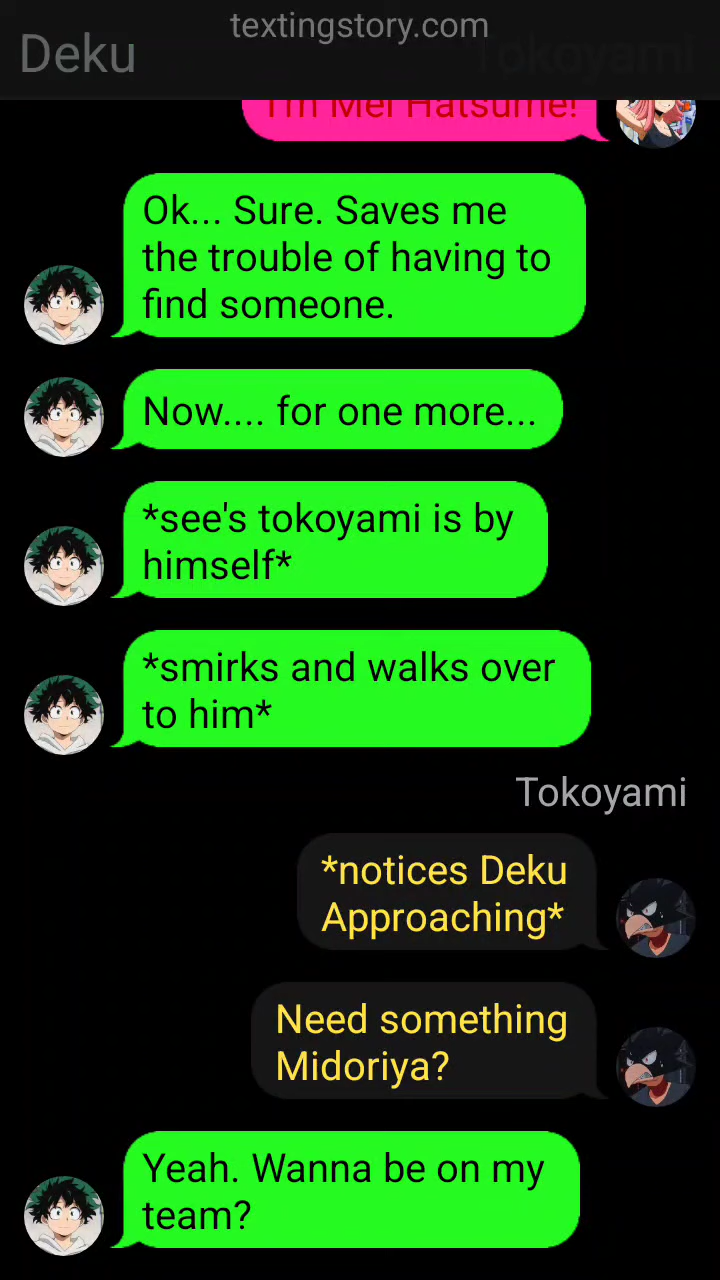 textingstory.com
Deku
Tokoyami
I'm Mei Hatsume!
Ok... Sure. Saves me
the trouble of having to
find someone.
Now.... for one more...
*see's tokoyami is by
himself*
*smirks and walks over
to him*
Tokoyami
*notices Deku
Approaching*
Need something
Midoriya?
Yeah. Wanna be on my
team?